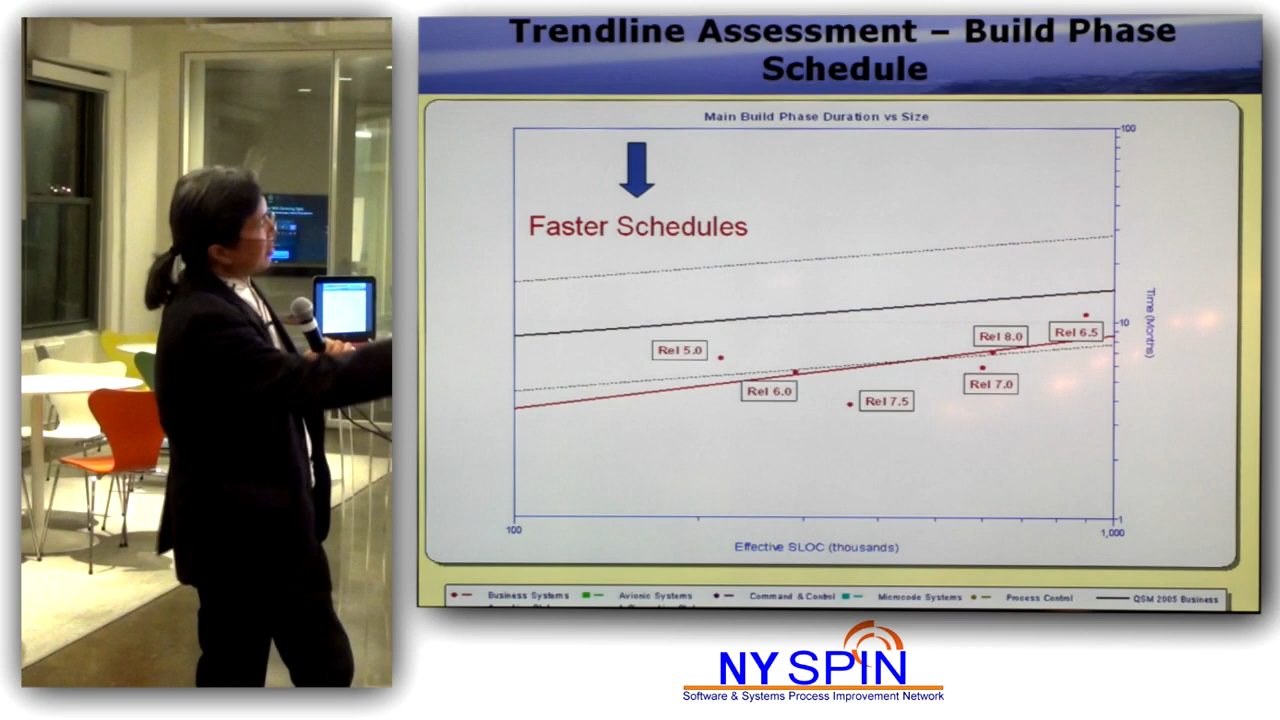 Trendline Assessment – Build Phase
Schedule
Main Build Phase Duration vs Size
100
Faster Schedules
10
Time (Months)
Rel 5.0
Rel 6.0
Rel 7.5
Rel 8.0
Rel 6.5
Rel 7.0
1
100
1,000
Effective SLOC (thousands)
Business Systems
Avionic Systems
Command & Control
Microcode Systems
Process Control
QSM 2005 Business
NY SPIN
Software & Systems Process Improvement Network